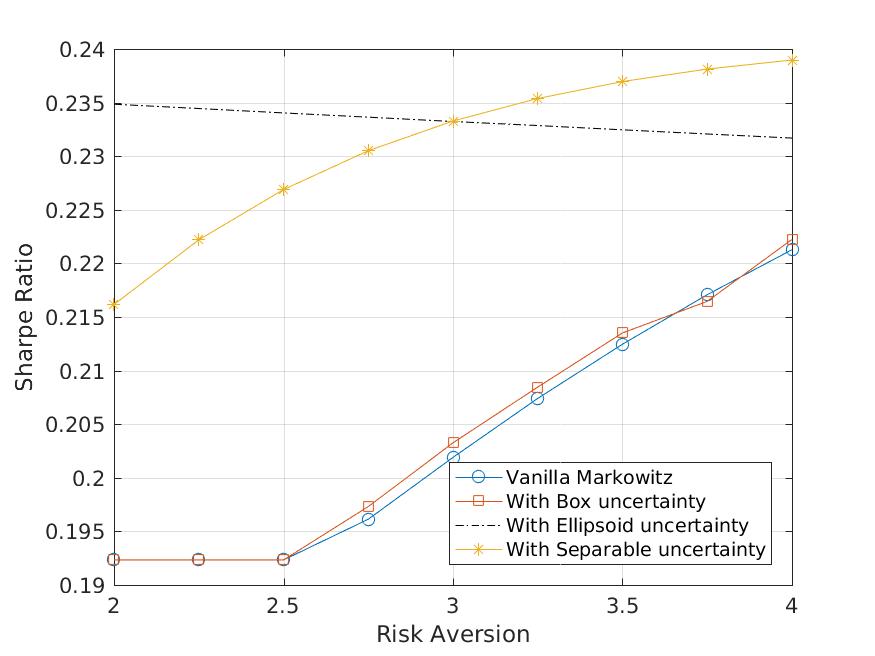 0.24
0.235
0.23
0.225
0.22
0.215
0.21
0.205
0.2
0.195
0.19
Sharpe Ratio
Vanilla Markowitz
With Box uncertainty
With Ellipsoid uncertainty
With Separable uncertainty
2 2.5 3 3.5 4
Risk Aversion